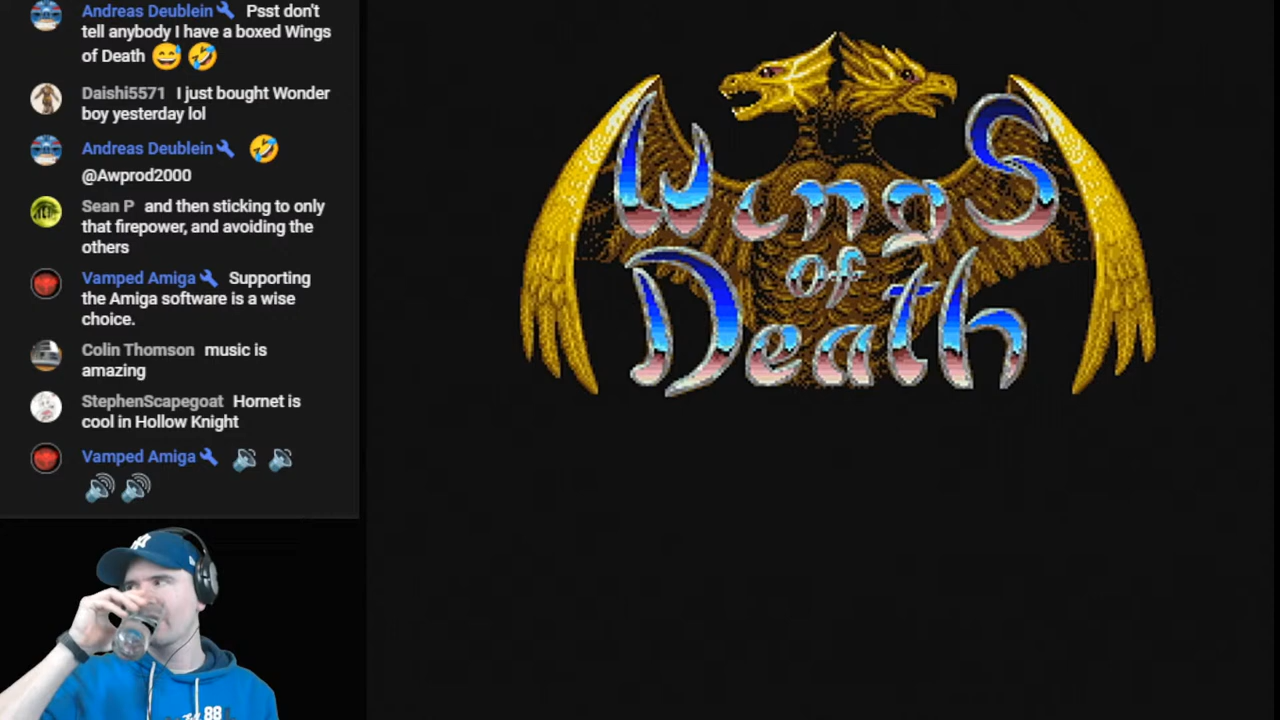 Andreas Deublein Psst don't
tell anybody I have a boxed Wings
of Death
Daishi5571 I just bought Wonder
boy yesterday lol
Andreas Deublein
@Awprod2000
Sean P and then sticking to only
that firepower, and avoiding the
others
Vamped Amiga Supporting
the Amiga software is a wise
choice.
Colin Thomson music is
amazing
StephenScapegoat Hornet is
cool in Hollow Knight
Vamped Amiga
Wings
of
Death
88